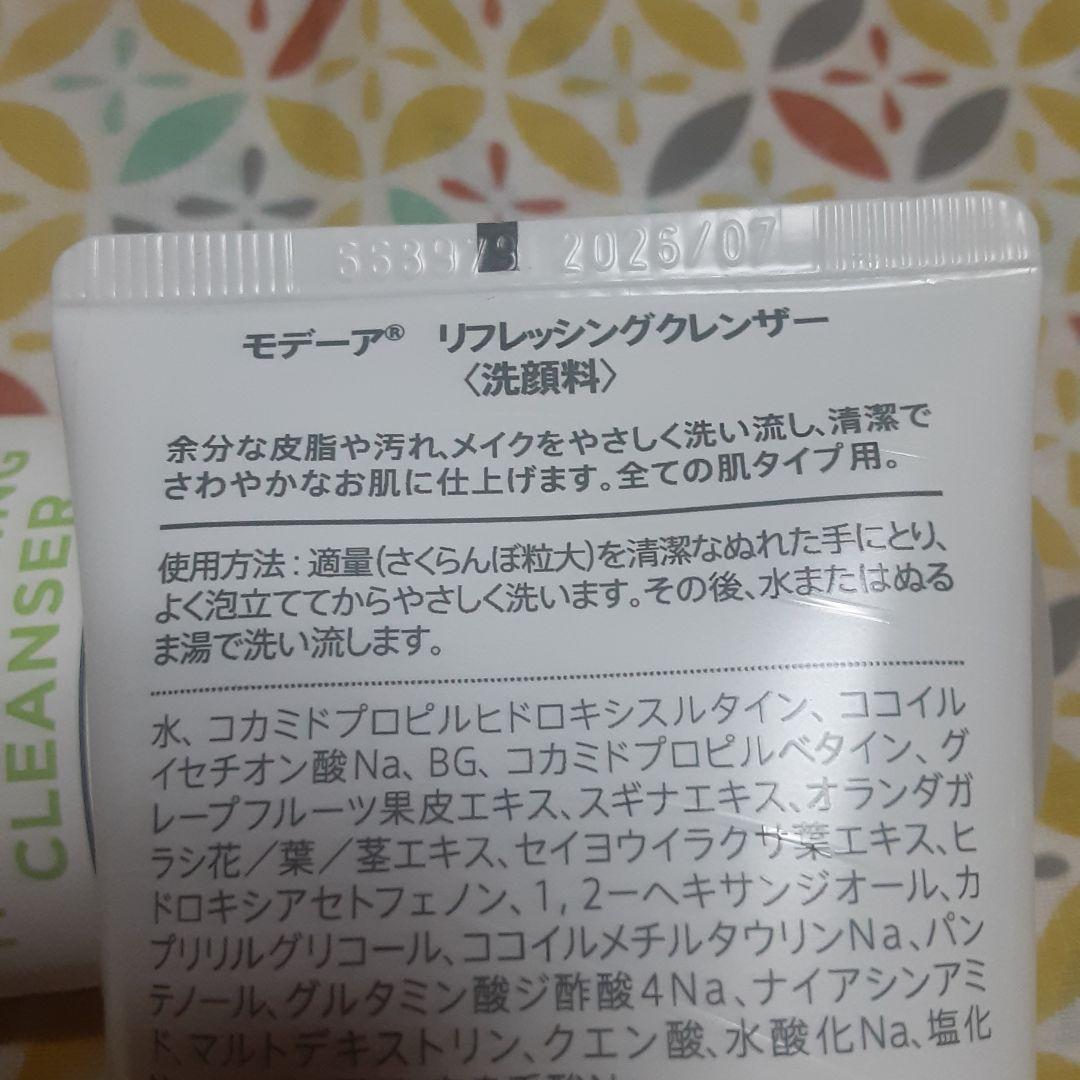 663973 2026/07
モデーア® リフレッシングクレンザー
〈洗顔料〉
余分な皮脂や汚れ、メイクをやさしく洗い流し、清潔で
さわやかなお肌に仕上げます。全ての肌タイプ用。
使用方法：適量(さくらんぼ粒大)を清潔なぬれた手にとり、
よく泡立ててからやさしく洗います。その後、水またはぬる
ま湯で洗い流します。
水、コカミドプロピルヒドロキシスルタイン、ココイル
イセチオン酸Na、BG、コカミドプロピルベタイン、グ
レープフルーツ果皮エキス、スギナエキス、オランダガ
ラシ花／葉／茎エキス、セイヨウイラクサ葉エキス、ヒ
ドロキシアセトフェノン、1，2－ヘキサンジオール、カ
プリリルグリコール、ココイルメチルタウリンNa、パン
テノール、グルタミン酸ジ酢酸4Na、ナイアシンアミ
ド、マルトデキストリン、クエン酸、水酸化Na、塩化
CLEANSER